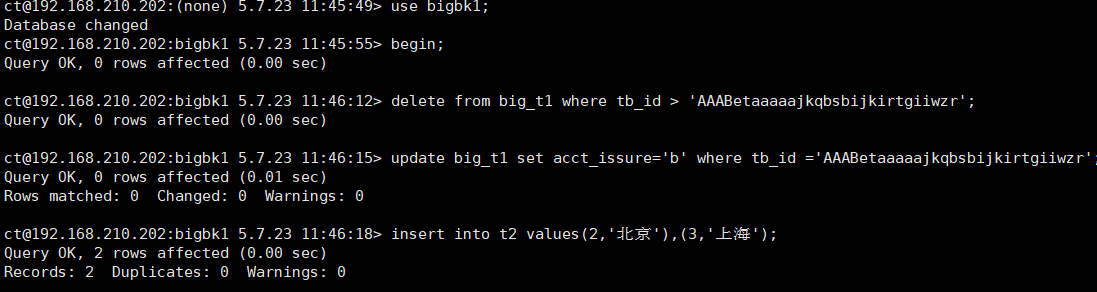 ct@192.168.210.202:(none) 5.7.23 11:45:49> use bigbk1;
Database changed
ct@192.168.210.202:bigbk1 5.7.23 11:45:55> begin;
Query OK, 0 rows affected (0.00 sec)
ct@192.168.210.202:bigbk1 5.7.23 11:46:12> delete from big_t1 where tb_id > 'AAABetaaaaajkqbsbijkirtgiiwzr';
Query OK, 0 rows affected (0.00 sec)
ct@192.168.210.202:bigbk1 5.7.23 11:46:15> update big_t1 set acct_issure='b' where tb_id ='AAABetaaaaajkqbsbijkirtgiiwzr';
Query OK, 0 rows affected (0.01 sec)
Rows matched: 0  Changed: 0  Warnings: 0
ct@192.168.210.202:bigbk1 5.7.23 11:46:18> insert into t2 values(2,'北京'),(3,'上海');
Query OK, 2 rows affected (0.00 sec)
Records: 2  Duplicates: 0  Warnings: 0